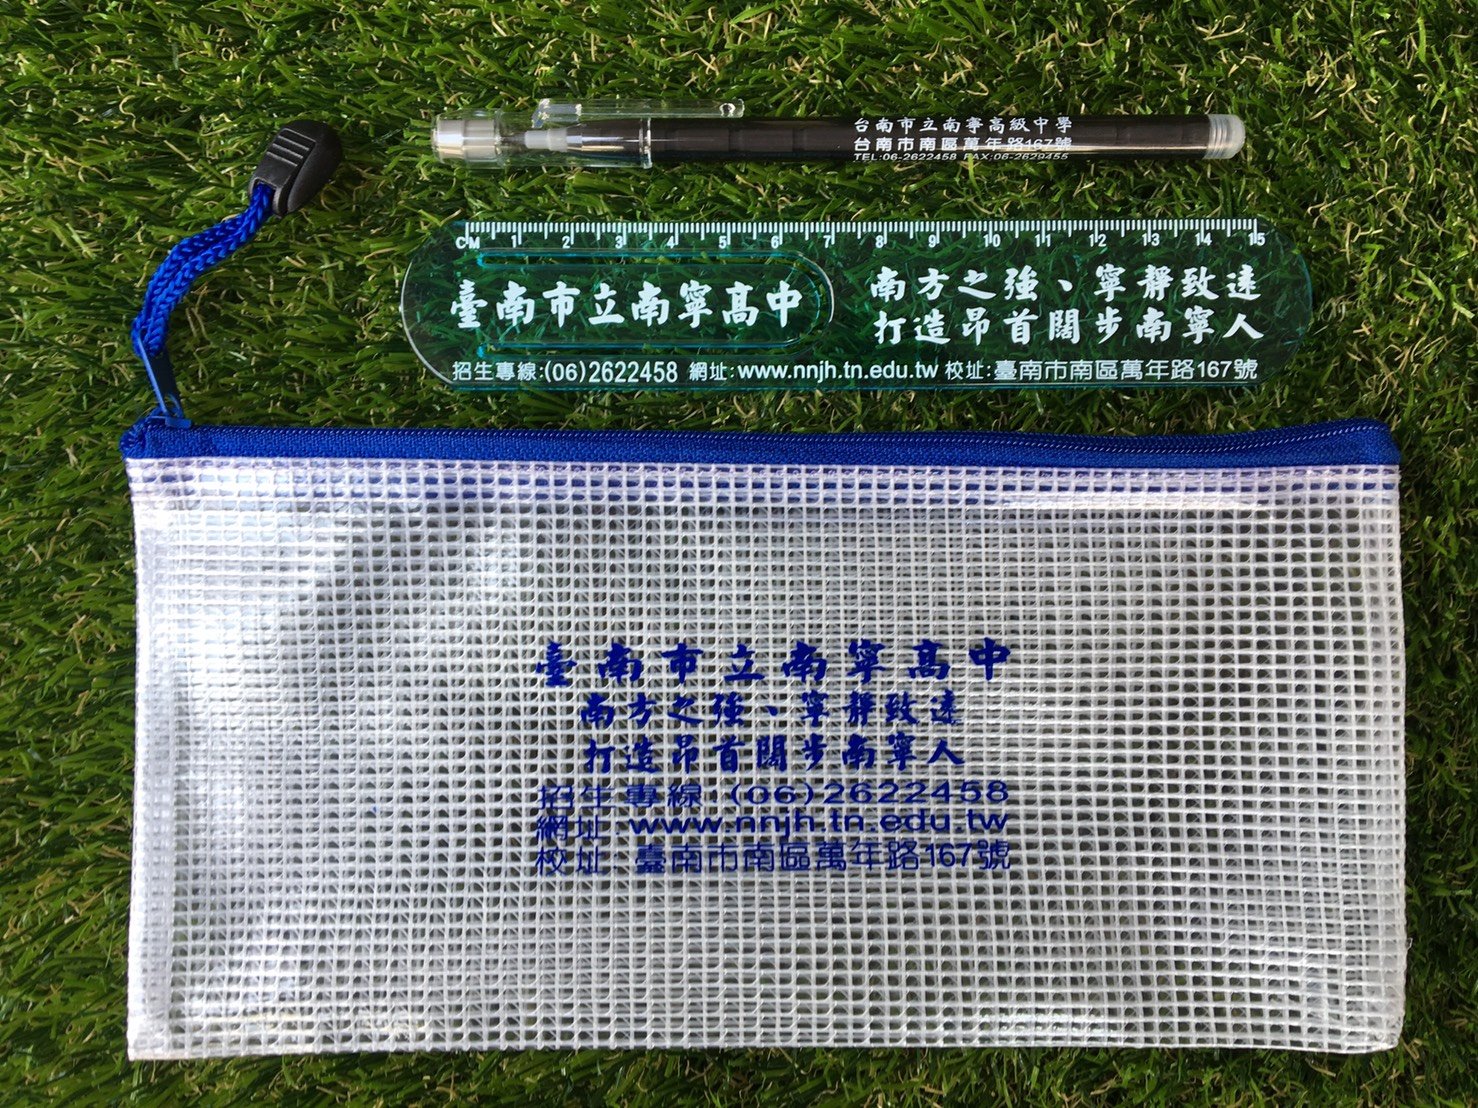 台南市立南寧高級中學
台南市南區萬年路167號
TEL:06-2622458 FAX:06-2629455
CM 1 2 3 4 5 6 7 8 9 10 11 12 13 14 15
臺南市立南寧高中
南方之強、寧靜致遠
打造昂首闊步南寧人
招生專線:(06)2622458 網址:www.nnjh.tn.edu.tw 校址:臺南市南區萬年路167號
臺南市立南寧高中
南方之強、寧靜致遠
打造昂首闊步南寧人
招生專線:(06)2622458
網址:www.nnjh.tn.edu.tw
校址:臺南市南區萬年路167號